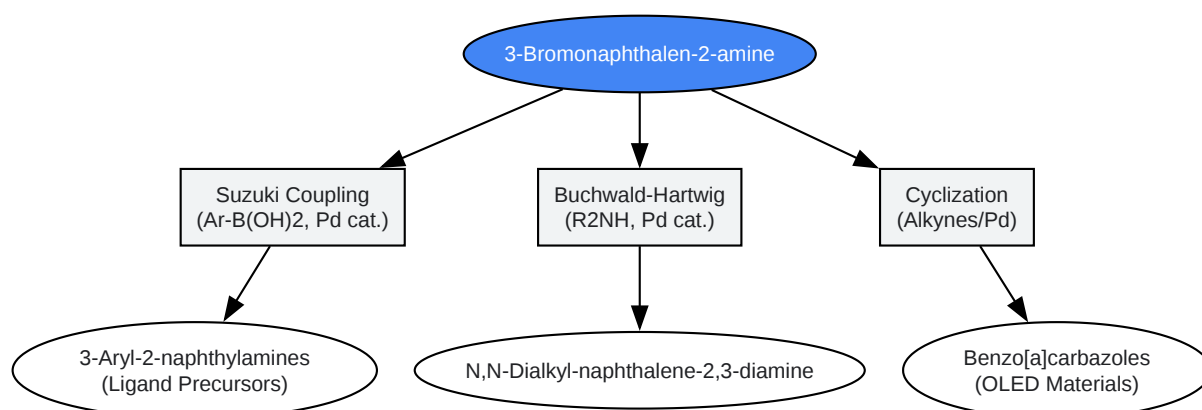 3-Bromonaphthalen-2-amine
Suzuki Coupling
(Ar-B(OH)2, Pd cat.)
Buchwald-Hartwig
(R2NH, Pd cat.)
Cyclization
(Alkynes/Pd)
3-Aryl-2-naphthylamines
(Ligand Precursors)
N,N-Dialkyl-naphthalene-2,3-diamine
Benzo[a]carbazoles
(OLED Materials)